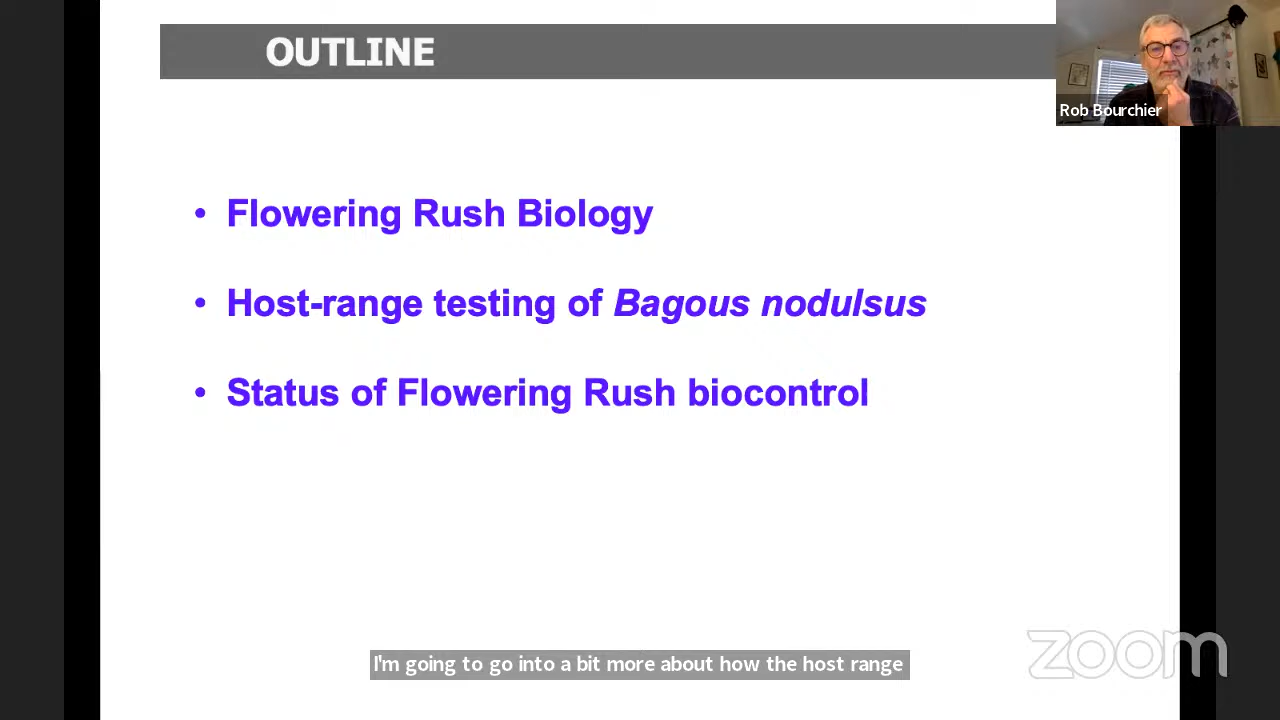 OUTLINE
Rob Bourchier
• Flowering Rush Biology
• Host-range testing of Bagous nodulsus
• Status of Flowering Rush biocontrol
I'm going to go into a bit more about how the host range
zoom